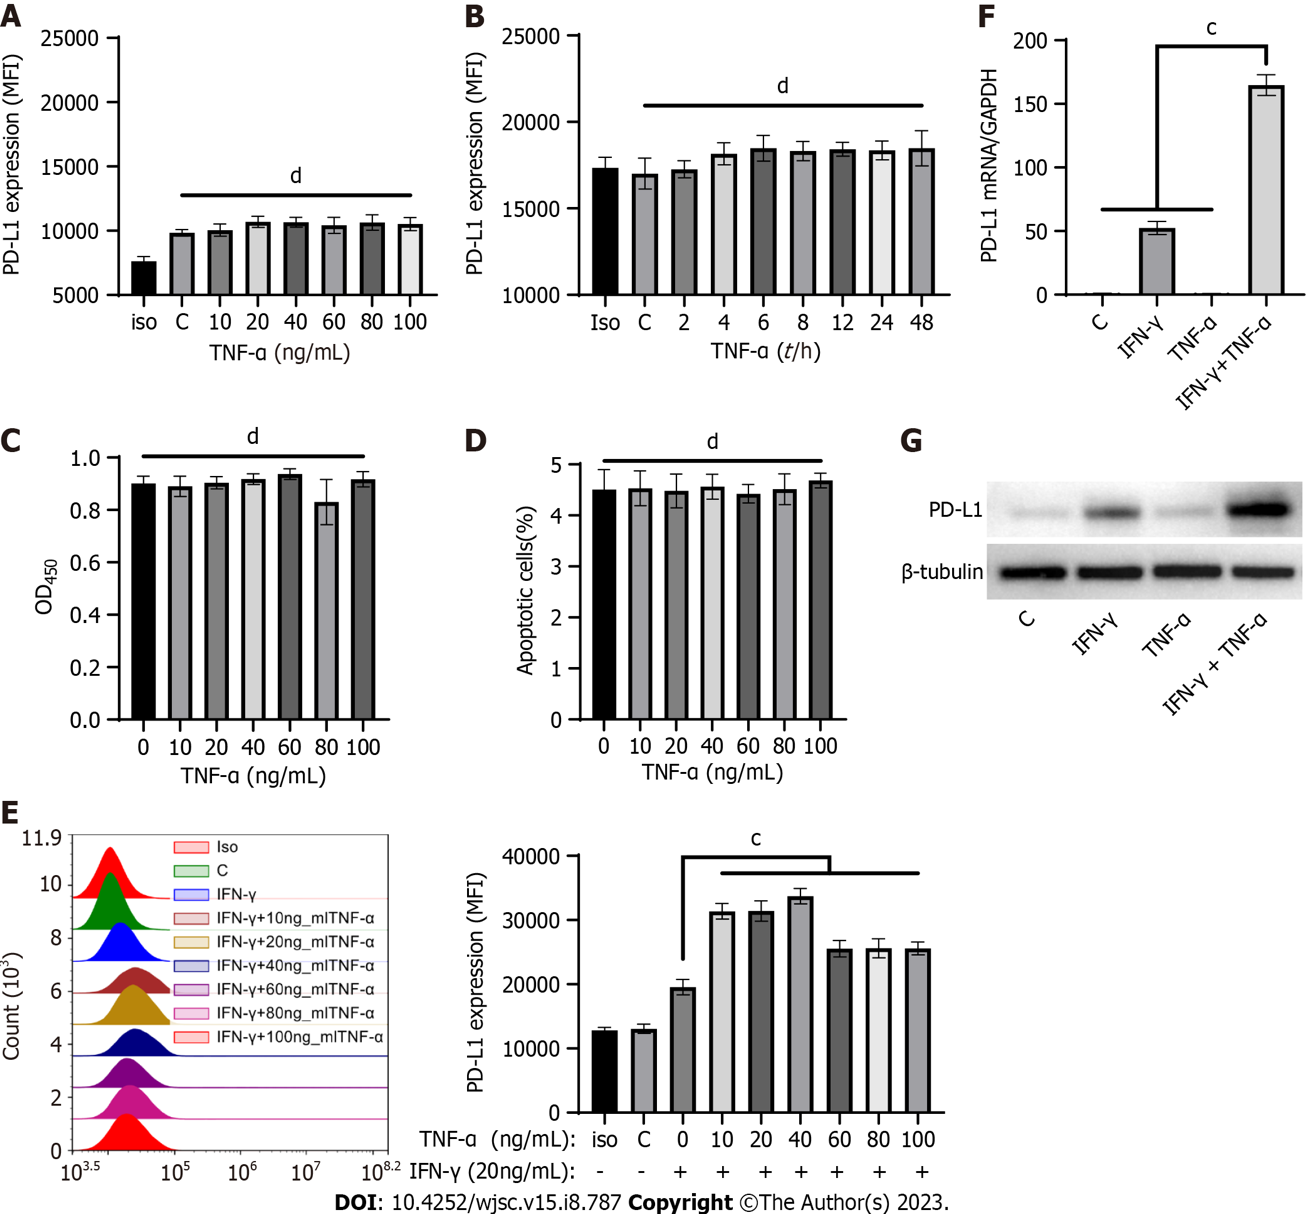 A
PD-L1 expression (MFI)
25000
20000
15000
10000
5000
d
iso C 10 20 40 60 80 100
TNF-α (ng/mL)
B
PD-L1 expression (MFI)
25000
20000
15000
10000
d
Iso C 2 4 6 8 12 24 48
TNF-α (t/h)
F
PD-L1 mRNA/GAPDH
200
150
100
50
0
c
C
IFN-γ
TNF-α
IFN-γ+TNF-α
C
OD450
1.0
0.8
0.6
0.4
0.2
0.0
d
0 10 20 40 60 80 100
TNF-α (ng/mL)
D
Apoptotic cells(%)
5
4
3
2
1
0
d
0 10 20 40 60 80 100
TNF-α (ng/mL)
G
PD-L1
β-tubulin
C
IFN-γ
TNF-α
IFN-γ + TNF-α
E
Count (10³)
11.9
10
8
6
4
2
0
Iso
C
IFN-γ
IFN-γ+10ng_mlTNF-α
IFN-γ+20ng_mlTNF-α
IFN-γ+40ng_mlTNF-α
IFN-γ+60ng_mlTNF-α
IFN-γ+80ng_mlTNF-α
IFN-γ+100ng_mlTNF-α
10^3.5 10^5 10^6 10^7 10^8.2
PD-L1 expression (MFI)
40000
30000
20000
10000
0
c
TNF-α (ng/mL): iso C 0 10 20 40 60 80 100
IFN-γ (20ng/mL): - - + + + + + + +
DOI: 10.4252/wjsc.v15.i8.787 Copyright ©The Author(s) 2023.